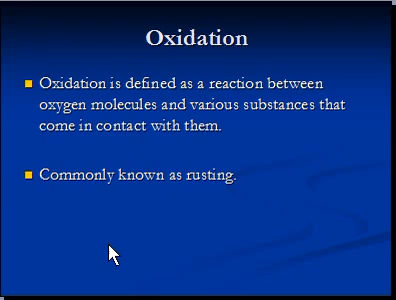 Oxidation
Oxidation is defined as a reaction between
oxygen molecules and various substances that
come in contact with them.
Commonly known as rusting.